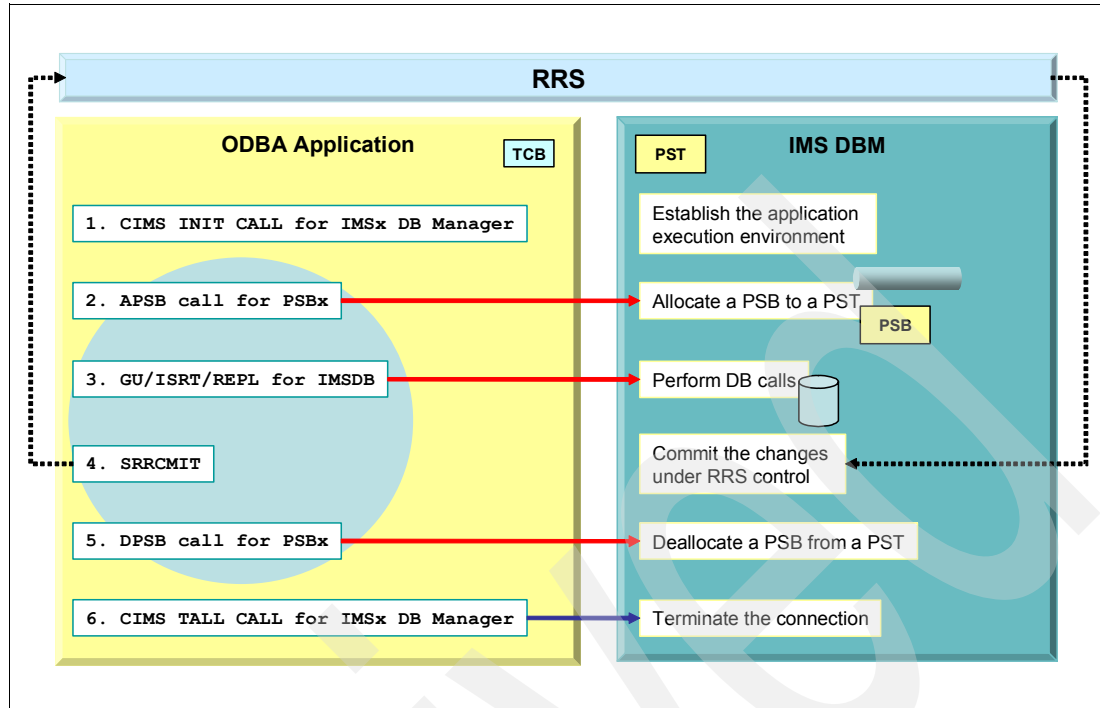 RRS
ODBA Application
TCB
1. CIMS INIT CALL for IMSx DB Manager
2. APSB call for PSBx
3. GU/ISRT/REPL for IMSDB
4. SRRCMIT
5. DPSB call for PSBx
6. CIMS TALL CALL for IMSx DB Manager
PST
IMS DBM
Establish the application
execution environment
Allocate a PSB to a PST
PSB
Perform DB calls
Commit the changes
under RRS control
Deallocate a PSB from a PST
Terminate the connection